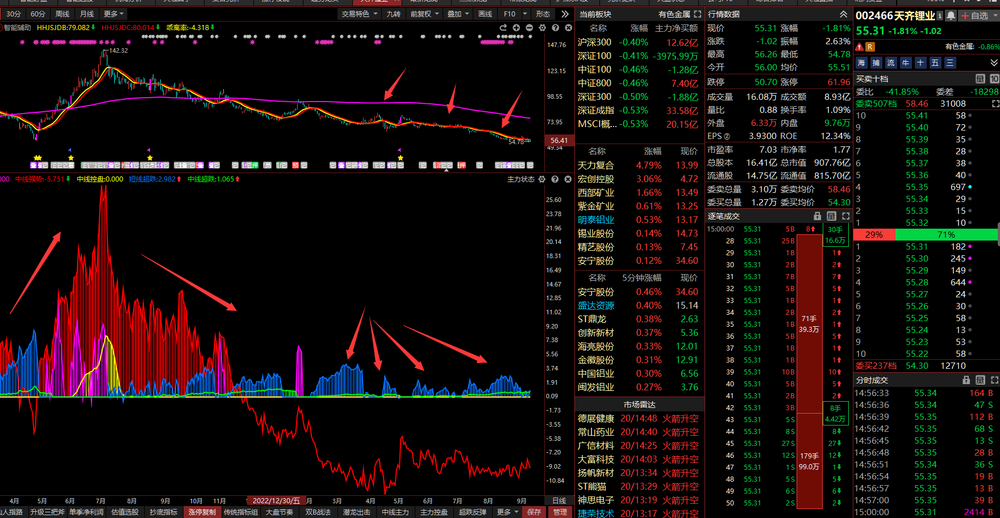 30分 60分 周线 月线 更多 交易特色 九转 前复权 叠加 画线 F10 形态
智能辅助 HHJSJDB:79.082 HHJSJDC:80.014 乖离率:-4.318
142.32
54.78
147.76
123.15
98.55
73.95
56.41
49.34
000 中线强势:-5.751 中线控盘:0.000 短线超跌:2.982 中线超跌:1.065 主力状态
25.60
23.78
21.96
20.14
18.31
16.49
14.67
12.85
11.02
9.20
7.38
5.56
3.74
1.91
0.09
-1.73
-3.55
-5.38
-7.20
-9.02
-10.84
4月 5月 6月 7月 8月 9月 10月 11月 2022/12/30/五 月 3月 4月 5月 6月 7月 8月 9月 日线
人指路 升级三把斧 单季净利润 估值选股 抄底指标 涨停复制 传统指标组 大盘节奏 双B战法 潜龙出击 中线主力 主力控盘 超跌反弹 更多 保存 管理
当前板块 有色金属
名称 涨幅 主力净买额
沪深300 -0.40% 12.62亿
深证100 -0.41% -3975.99万
中证100 -0.46% -1.28亿
中证800 -0.46% 7.40亿
深证300 -0.50% -1.88亿
深证成指 -0.53% 33.58亿
MSCI概... -0.53% 20.15亿
名称 涨幅 现价
天力复合 4.79% 13.99
宏创控股 3.06% 4.72
西部矿业 1.66% 13.49
紫金矿业 0.61% 13.25
明泰铝业 0.53% 13.17
锡业股份 0.14% 14.73
精艺股份 0.13% 7.45
安宁股份 0.12% 34.60
名称 5分钟涨幅 现价
安宁股份 0.46% 34.60
盛达资源 0.40% 15.14
ST鼎龙 0.38% 2.63
创新新材 0.37% 5.36
海亮股份 0.33% 12.01
金徽股份 0.31% 12.91
中国铝业 0.30% 6.56
闽发铝业 0.27% 3.76
市场雷达
德展健康 20/14:48 火箭升空
常山药业 20/14:40 火箭升空
广信材料 20/14:25 火箭升空
大富科技 20/14:03 火箭升空
扬帆新材 20/13:34 火箭升空
ST熊猫 20/13:29 火箭升空
神思电子 20/13:19 火箭升空
捷荣技术 20/13:17 火箭升空
行情数据
现价 55.31 涨幅 -1.81%
涨跌 -1.02 振幅 2.63%
最高 56.26 最低 54.78
今开 56.00 均价 55.51
跌停 50.70 涨停 61.96
成交量 16.08万 成交额 8.93亿
量比 0.88 换手率 1.09%
外盘 6.33万 内盘 9.76万
EPS② 3.9300 ROE 12.34%
市盈率 7.03 市净率 1.77
总股本 16.41亿 总市值 907.76亿
流通股 14.75亿 流通值 815.70亿
委卖总量 3.10万 委卖均价 58.46
委买总量 1.27万 委买均价 54.30
逐笔成交
15:00:00 55.31 5B 8
28 55.31 25B
29 55.31 1B 1
30 55.31 2B 2
31 55.31 7B 7
32 55.31 5B 5
33 55.31 1B 1
34 55.31 2B 2
35 55.31 1B 1
36 55.31 5B 5
37 55.31 1B 1
38 55.31 1B 1
39 55.31 10B 10
40 55.31 5B 5
41 55.31 2B 2
42 55.31 3B
43 55.31 5S
44 55.31 8S 8
45 55.31 27S 27
46 55.31 12S 12
47 55.31 1S 1
48 55.31 5S 5
49 55.31 6S 6
50 55.31 2S 2
30手
16.6万
71手
39.3万
8手
4.42万
179手
99.0万
002466天齐锂业 自选
55.31 -1.81% -1.02
R 有色金属: -0.86%
海 捕 流 牛 十 五 三
买卖十档 10
委比 -41.85% 委差 -18298
委卖507档 58.46 31008
10 55.41 58
9 55.40 72
8 55.39 35
7 55.38 28
6 55.37 38
5 55.36 40
4 55.35 697
3 55.34 29
2 55.33 15
1 55.32 10
29% 71%
1 55.31 182
2 55.30 245
3 55.29 149
4 55.28 644
5 55.27 24
6 55.26 30
7 55.25 58
8 55.24 13
9 55.23 53
10 55.22 58
委买237档 54.30 12710
分时成交
14:56:33 55.34 164 B
14:56:36 55.34 47 S
14:56:39 55.35 112 B
14:56:42 55.35 68 S
14:56:45 55.35 13 S
14:56:48 55.35 28 B
14:56:51 55.34 36 S
14:56:54 55.35 19 B
14:56:57 55.35 13 B
14:57:00 55.35 39 B
15:00:00 55.31 2414 B